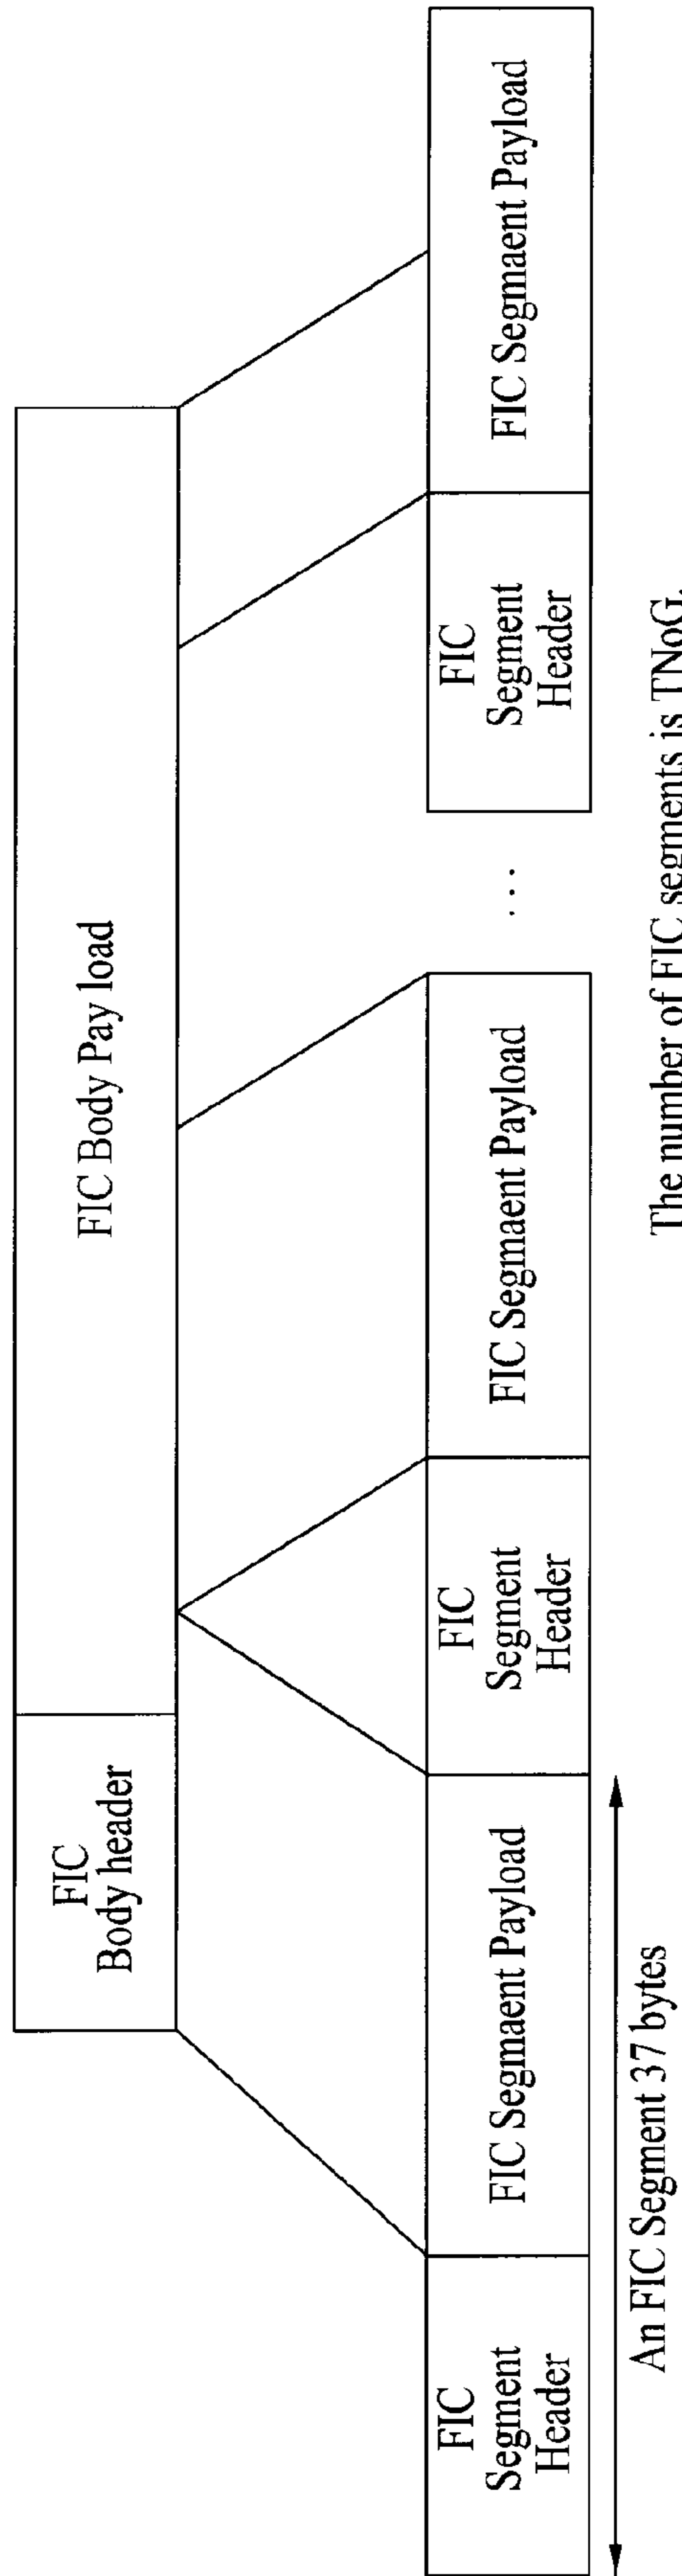 FIC
Body header
FIC Body Pay load
FIC
Segment
Header
FIC Segmaent Payload
FIC
Segment
Header
FIC Segmaent Payload
...
FIC
Segment
Header
FIC Segmaent Payload
An FIC Segment 37 bytes
The number of FIC segments is TNoG.